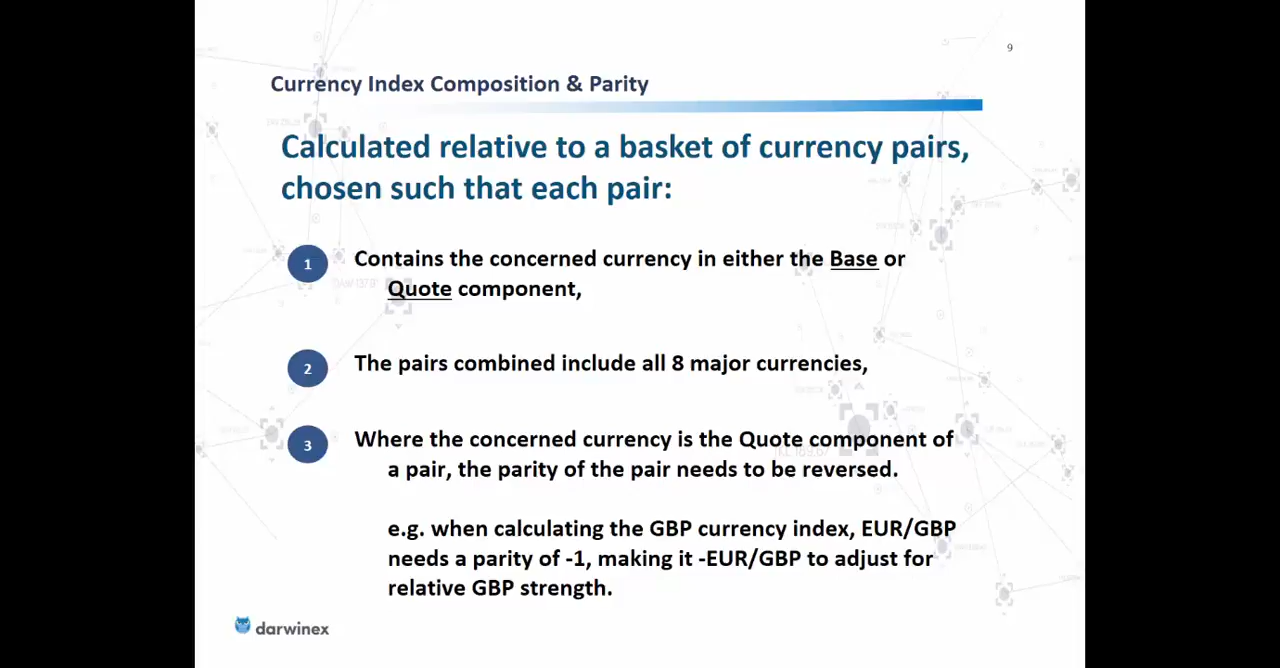 9
Currency Index Composition & Parity
Calculated relative to a basket of currency pairs,
chosen such that each pair:
1
Contains the concerned currency in either the Base or
Quote component,
2
The pairs combined include all 8 major currencies,
3
Where the concerned currency is the Quote component of
a pair, the parity of the pair needs to be reversed.
e.g. when calculating the GBP currency index, EUR/GBP
needs a parity of -1, making it -EUR/GBP to adjust for
relative GBP strength.
darwinex